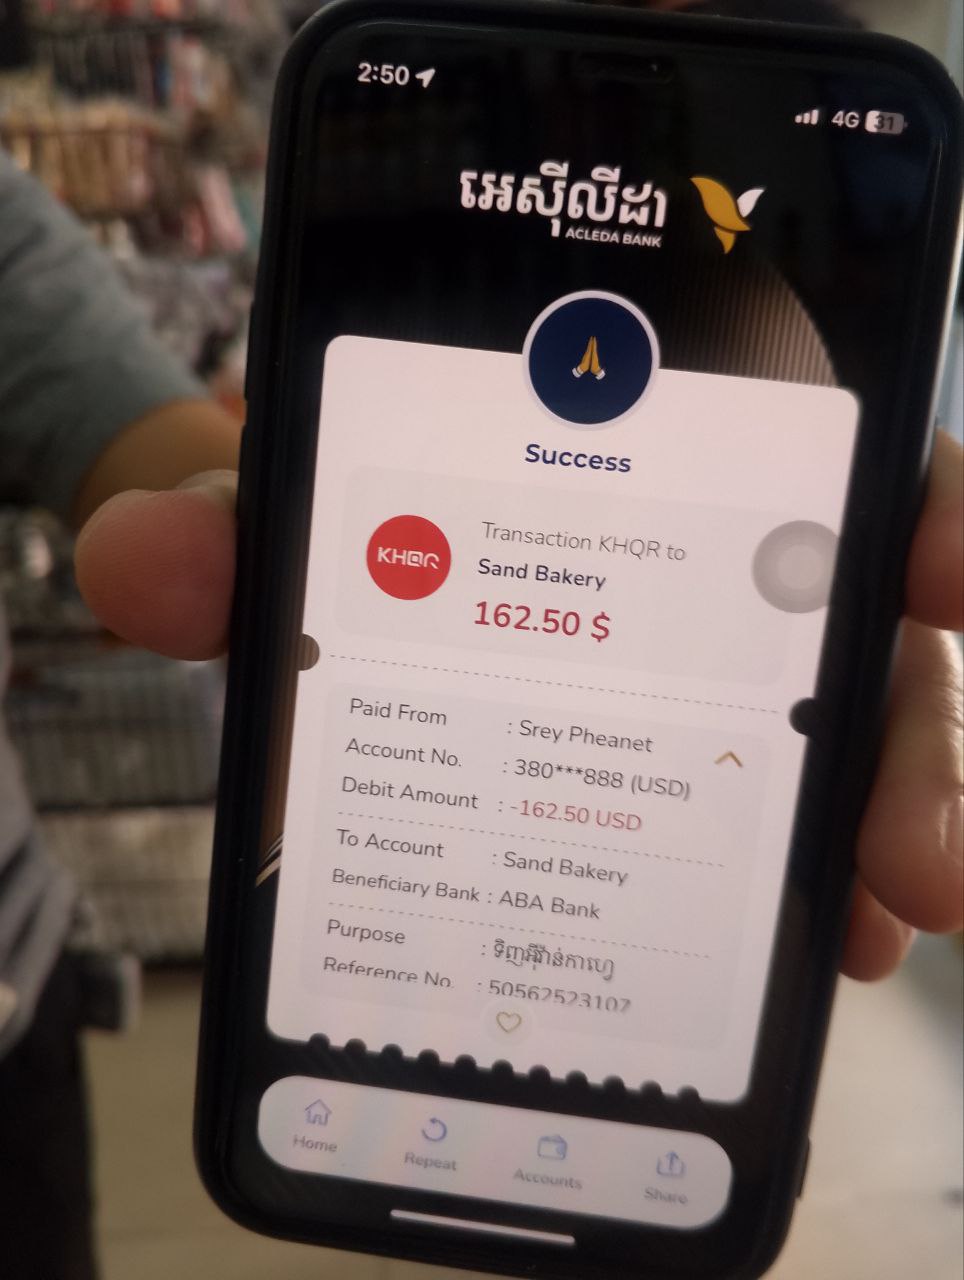 2:50
4G 31
អេស៊ីលីដា
ACLEDA BANK
Success
KHQR
Transaction KHQR to
Sand Bakery
162.50 $
Paid From : Srey Pheanet
Account No. : 380***888 (USD)
Debit Amount : -162.50 USD
To Account : Sand Bakery
Beneficiary Bank : ABA Bank
Purpose : ទិញអ៊ីវ៉ាន់កាហ្វេ
Reference No. : 50562523107
Home
Repeat
Accounts
Share